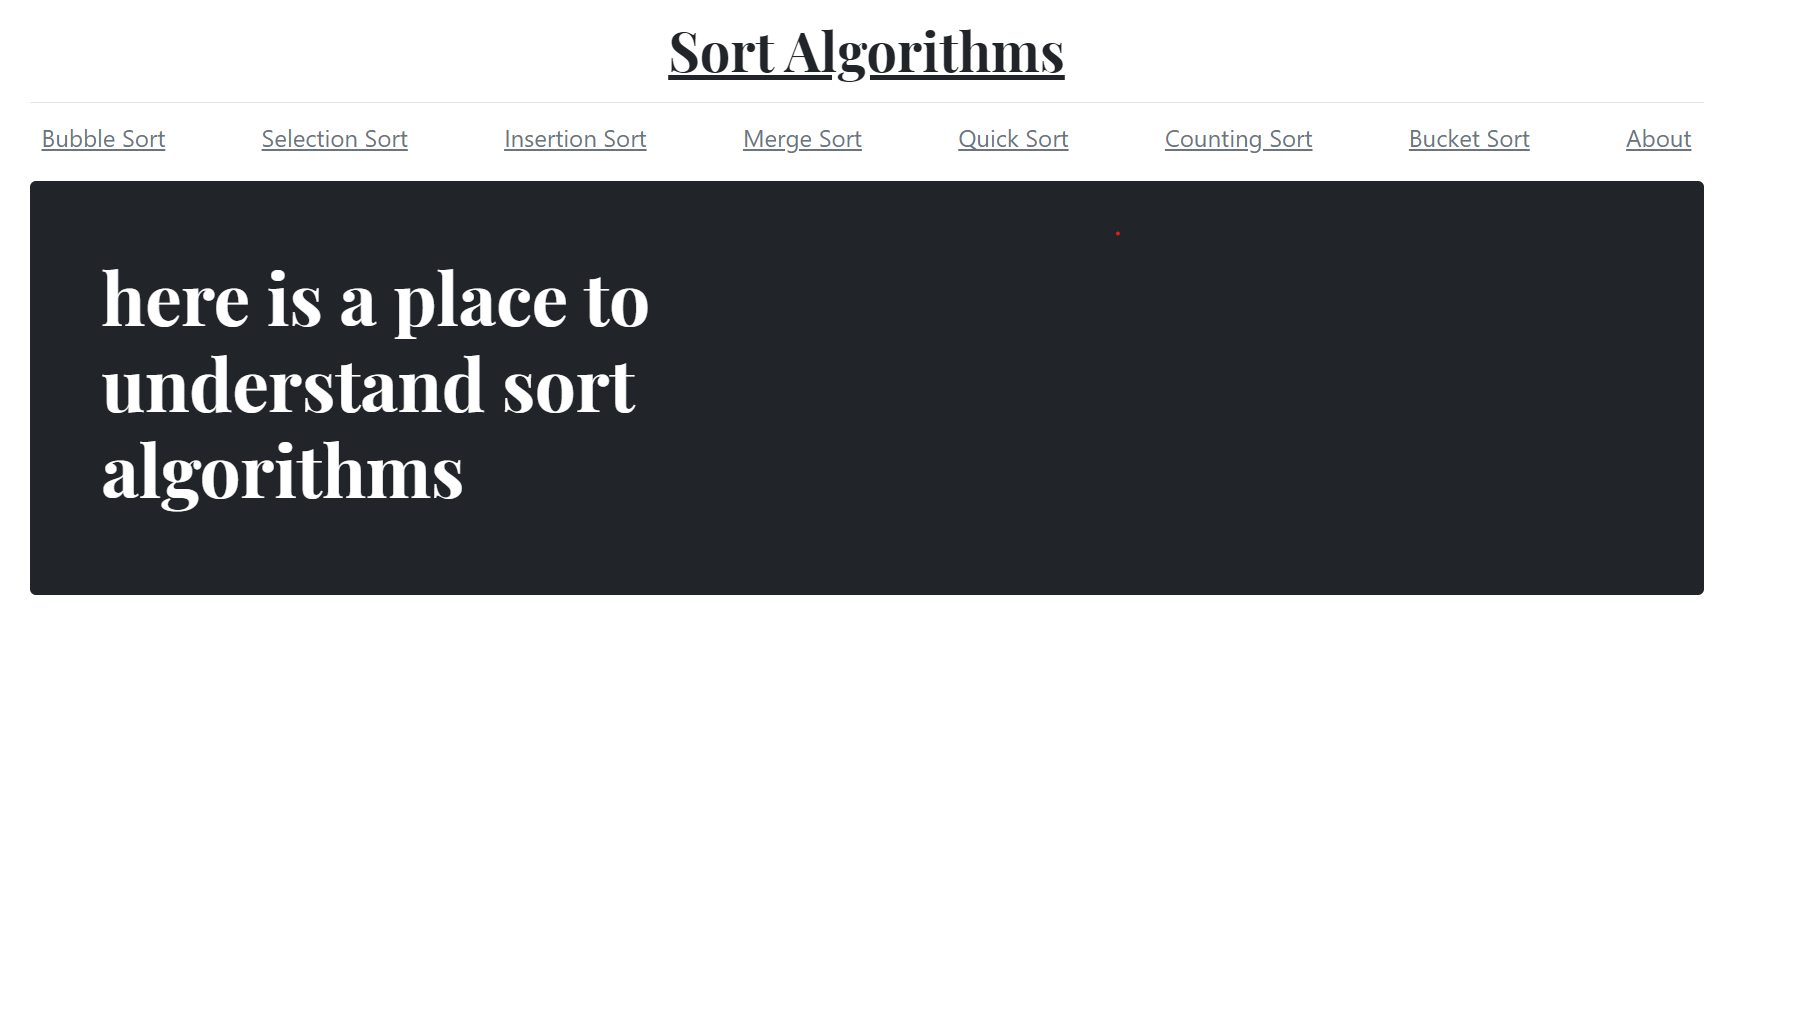 Sort Algorithms
Bubble Sort Selection Sort Insertion Sort Merge Sort Quick Sort Counting Sort Bucket Sort About
here is a place to
understand sort
algorithms